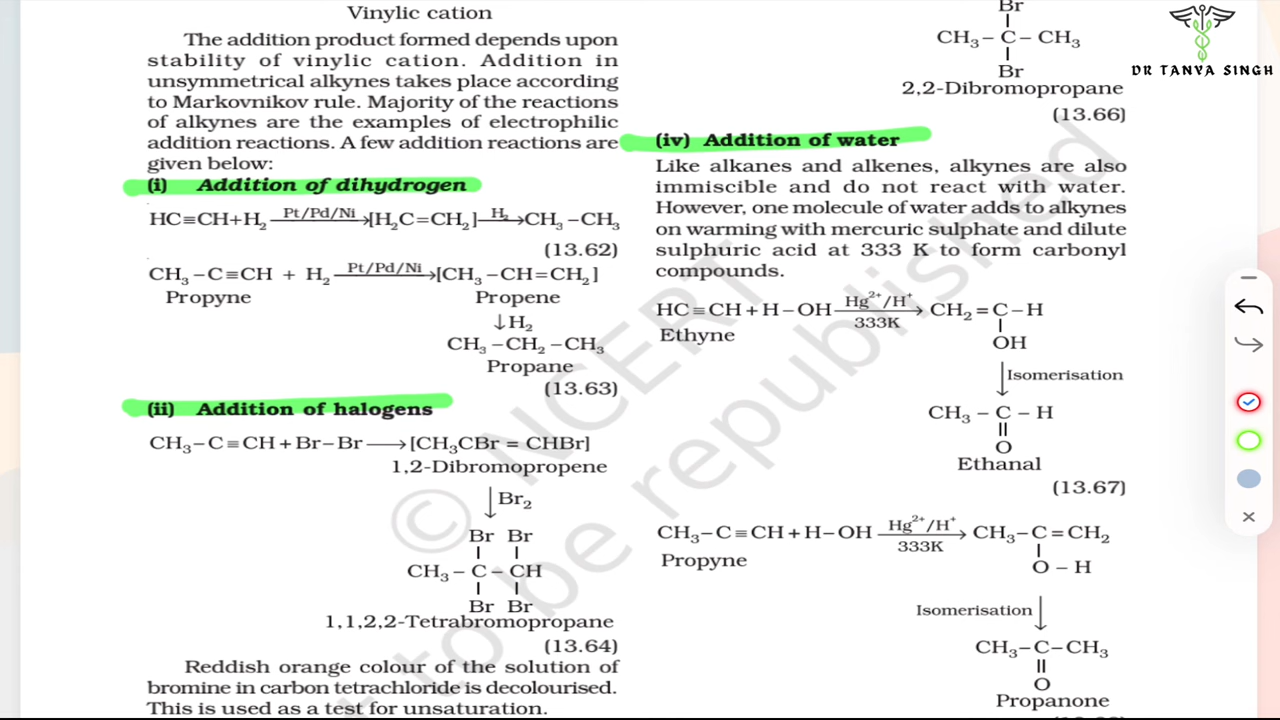 Vinylic cation
The addition product formed depends upon
stability of vinylic cation. Addition in
unsymmetrical alkynes takes place according
to Markovnikov rule. Majority of the reactions
of alkynes are the examples of electrophilic
addition reactions. A few addition reactions are
given below:
(i) Addition of dihydrogen
HC≡CH+H₂ Pt/Pd/Ni→[H₂C=CH₂] H₂→CH₃–CH₃
(13.62)
CH₃–C≡CH + H₂ Pt/Pd/Ni→[CH₃–CH=CH₂]
Propyne Propene
↓H₂
CH₃–CH₂–CH₃
Propane
(13.63)
(ii) Addition of halogens
CH₃–C≡CH+Br–Br→[CH₃CBr = CHBr]
1,2-Dibromopropene
↓Br₂
Br Br
| |
CH₃ – C – CH
| |
Br Br
1,1,2,2-Tetrabromopropane
(13.64)
Reddish orange colour of the solution of
bromine in carbon tetrachloride is decolourised.
This is used as a test for unsaturation.
Br
|
CH₃ – C – CH₃
|
Br
2,2-Dibromopropane
(13.66)
(iv) Addition of water
Like alkanes and alkenes, alkynes are also
immiscible and do not react with water.
However, one molecule of water adds to alkynes
on warming with mercuric sulphate and dilute
sulphuric acid at 333 K to form carbonyl
compounds.
HC≡CH+H–OH Hg²⁺/H⁺→ CH₂=C–H
333K
|
Ethyne OH
↓Isomerisation
CH₃ – C – H
||
O
Ethanal
(13.67)
CH₃–C≡CH+H–OH Hg²⁺/H⁺→ CH₃–C=CH₂
333K
|
Propyne O – H
Isomerisation↓
CH₃–C–CH₃
||
O
Propanone
DR TANYA SINGH
© NCERT
to be republished